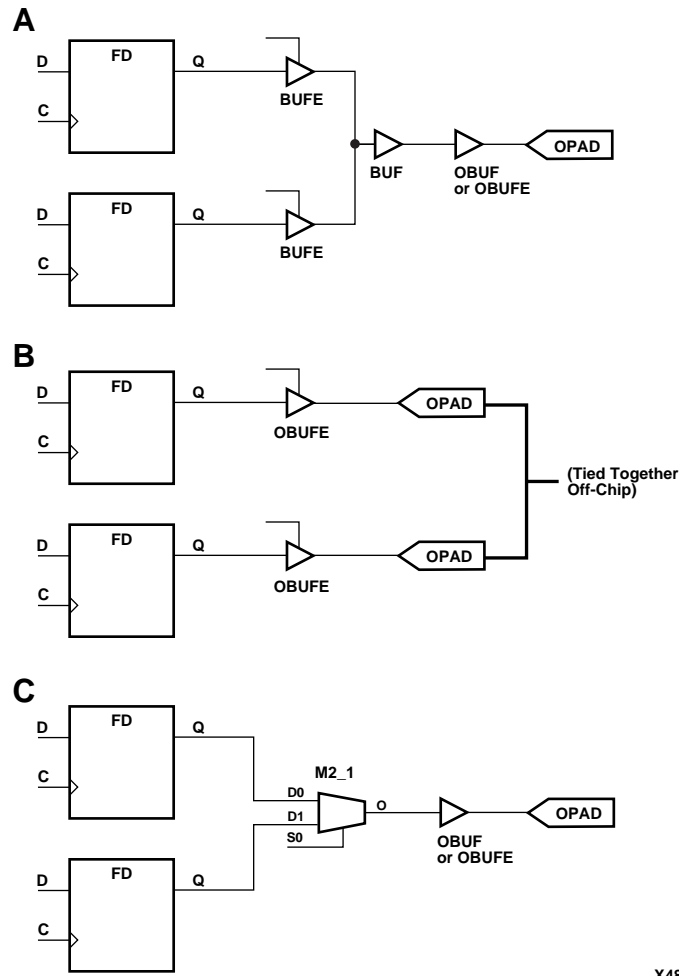 A
FD
D
Q
C
BUFE
BUF
OBUF
or OBUFE
OPAD
FD
D
Q
C
BUFE
B
FD
D
Q
C
OBUFE
OPAD
(Tied Together
Off-Chip)
FD
D
Q
C
OBUFE
OPAD
C
FD
D
Q
C
M2_1
D0
D1
S0
O
OBUF
or OBUFE
OPAD
FD
D
Q
C
X48